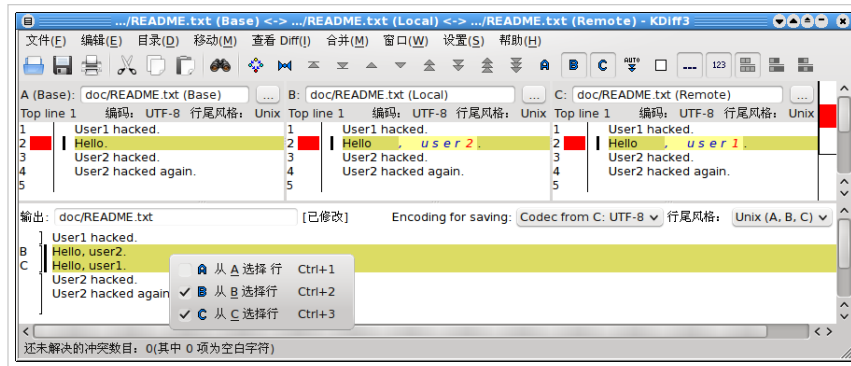 .../README.txt (Base) <-> .../README.txt (Local) <-> .../README.txt (Remote) - KDiff3
文件(F) 编辑(E) 目录(D) 移动(M) 查看 Diff(I) 合并(M) 窗口(W) 设置(S) 帮助(H)
A B C AUTO --- 123
A (Base): doc/README.txt (Base) ... B: doc/README.txt (Local) ... C: doc/README.txt (Remote) ...
Top line 1 编码: UTF-8 行尾风格: Unix Top line 1 编码: UTF-8 行尾风格: Unix Top line 1 编码: UTF-8 行尾风格: Unix
1 User1 hacked. 1 User1 hacked. 1 User1 hacked.
2 Hello. 2 Hello, user2. 2 Hello, user1.
3 User2 hacked. 3 User2 hacked. 3 User2 hacked.
4 User2 hacked again. 4 User2 hacked again. 4 User2 hacked again.
5 5 5
输出: doc/README.txt [已修改] Encoding for saving: Codec from C: UTF-8 行尾风格: Unix (A, B, C)
User1 hacked.
B Hello, user2.
C Hello, user1.
User2 hacked.
User2 hacked again
A 从 A 选择 行 Ctrl+1
B 从 B 选择行 Ctrl+2
C 从 C 选择行 Ctrl+3
还未解决的冲突数目: 0(其中 0 项为空白字符)